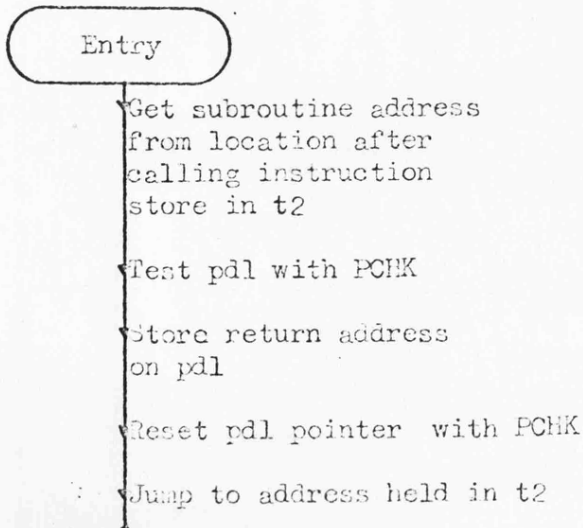 Entry
Get subroutine address
from location after
calling instruction
store in t2
Test pdl with PCHK
Store return address
on pdl
Reset pdl pointer with PCHK
Jump to address held in t2